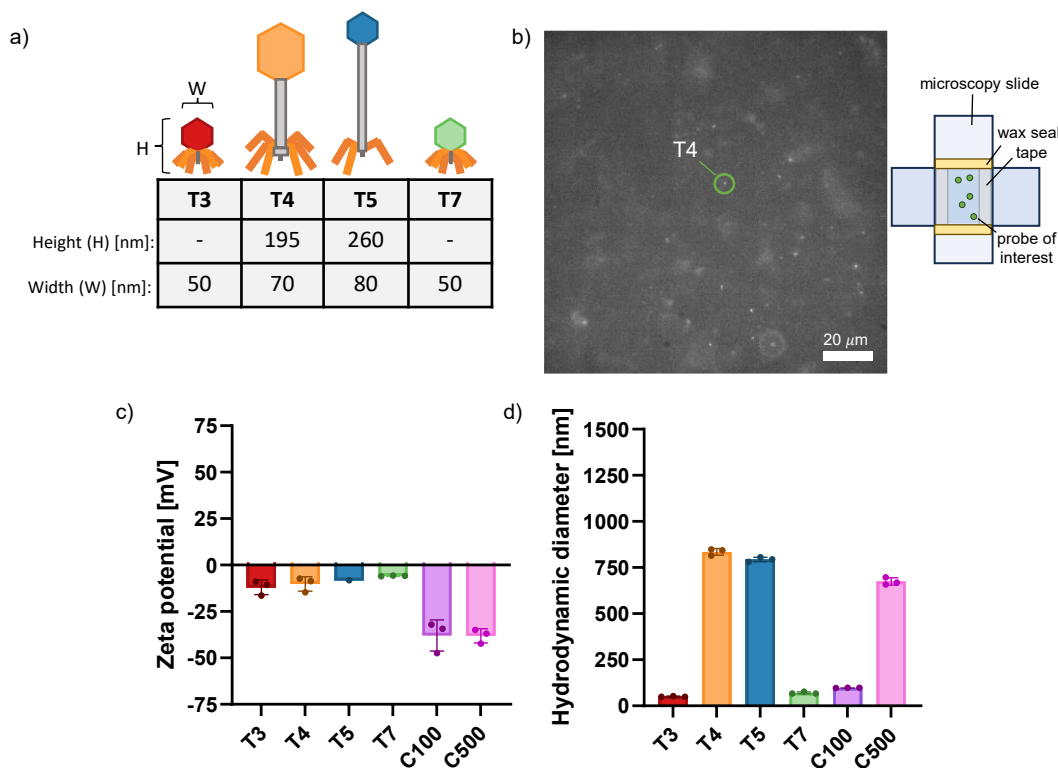 a)
W
H
T3 T4 T5 T7
Height (H) [nm]: - 195 260 -
Width (W) [nm]: 50 70 80 50
b)
T4
20 μm
microscopy slide
wax seal
tape
probe of
interest
c)
Zeta potential [mV]
75
50
25
0
-25
-50
-75
T3 T4 T5 T7 C100 C500
d)
Hydrodynamic diameter [nm]
1500
1250
1000
750
500
250
0
T3 T4 T5 T7 C100 C500